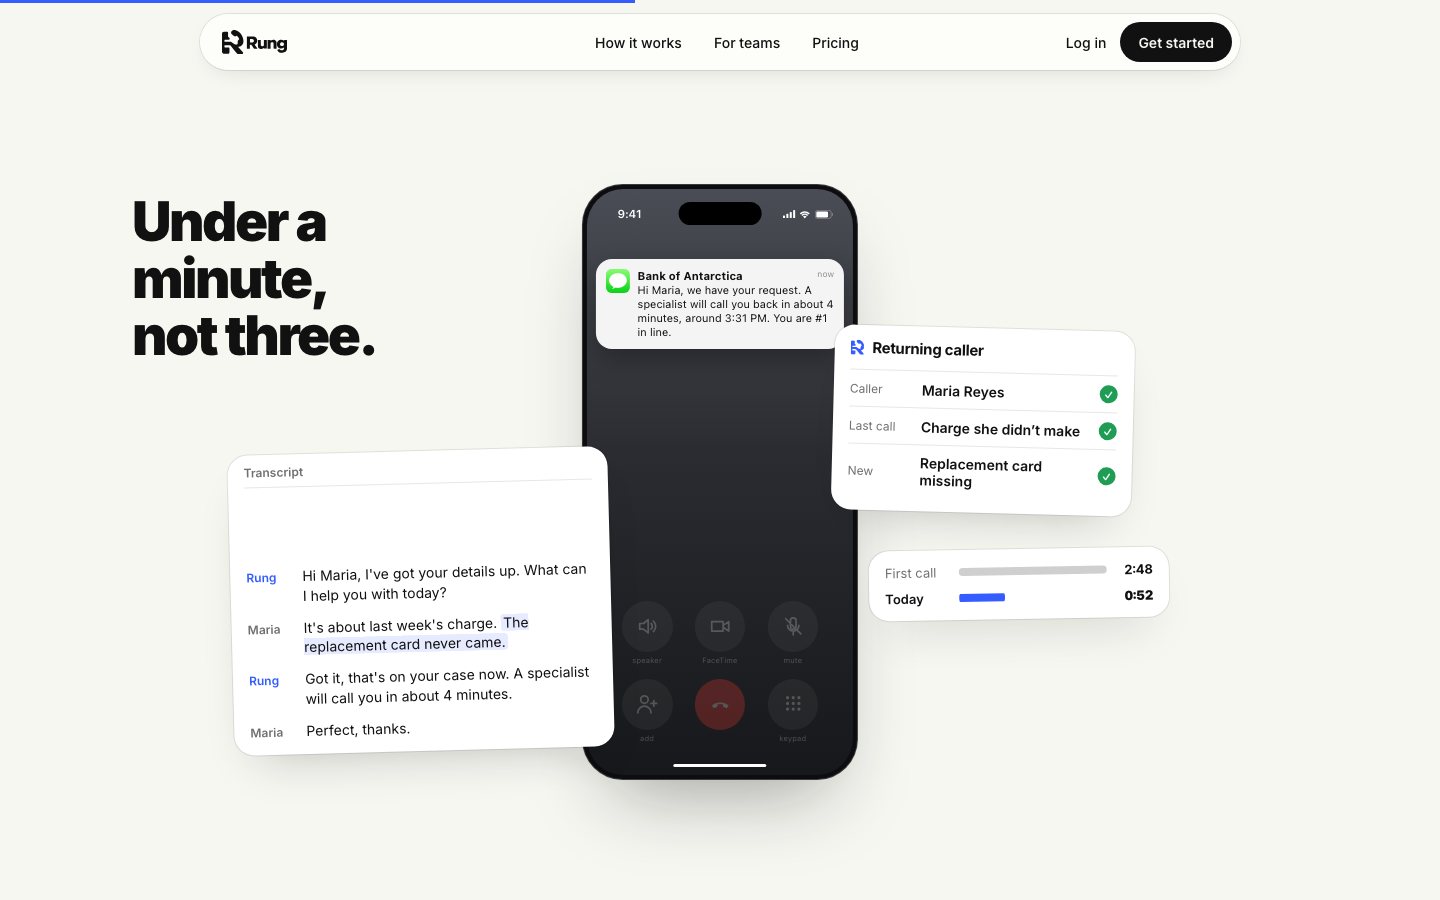 Rung
How it works
For teams
Pricing
Log in
Get started
Under a
minute,
not three.
9:41
Bank of Antarctica
now
Hi Maria, we have your request. A
specialist will call you back in about 4
minutes, around 3:31 PM. You are #1
in line.
Returning caller
Caller
Maria Reyes
Last call
Charge she didn’t make
New
Replacement card
missing
Transcript
Rung
Hi Maria, I've got your details up. What can
I help you with today?
Maria
It's about last week's charge. The
replacement card never came.
Rung
Got it, that's on your case now. A specialist
will call you in about 4 minutes.
Maria
Perfect, thanks.
First call
2:48
Today
0:52
speaker
FaceTime
mute
add
keypad